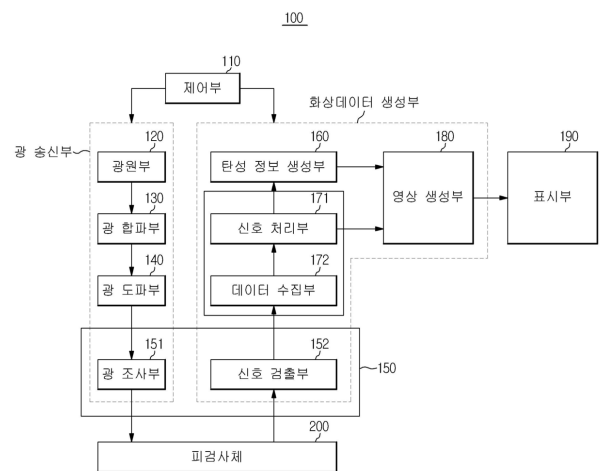 100
110
제어부
화상데이터 생성부
광 송신부
120
광원부
160
탄성 정보 생성부
180
영상 생성부
190
표시부
130
광 합파부
171
신호 처리부
140
광 도파부
172
데이터 수집부
151
광 조사부
152
신호 검출부
150
200
피검사체